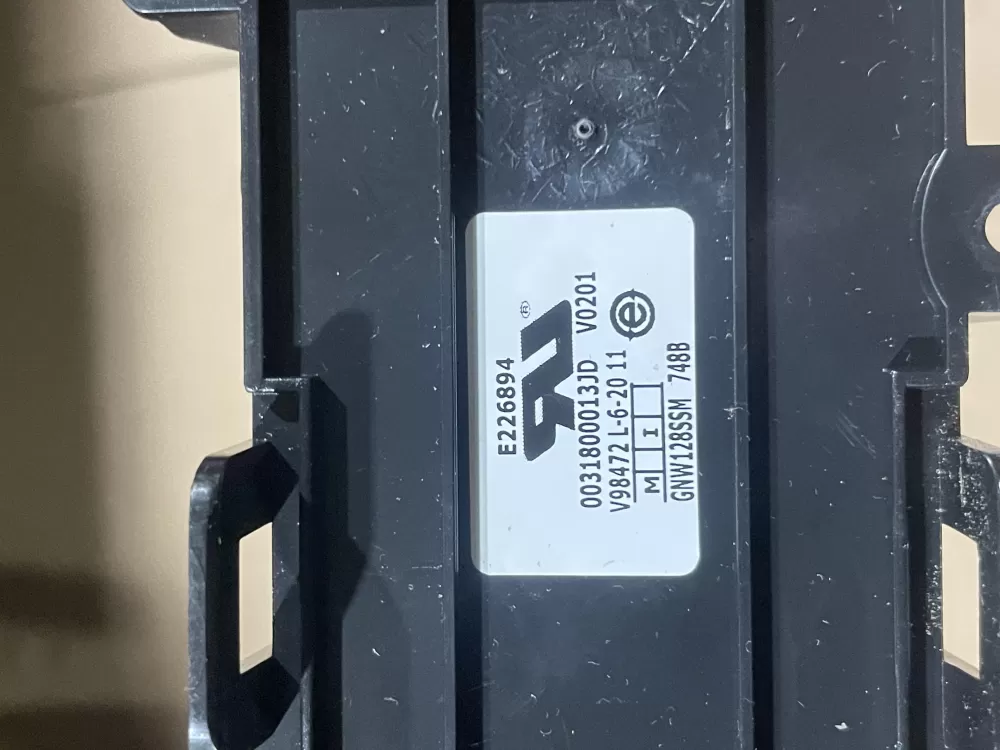 E226894
0031800013JD V0201
V98472 L-6-20 11
M I
GNW128SSM 748B